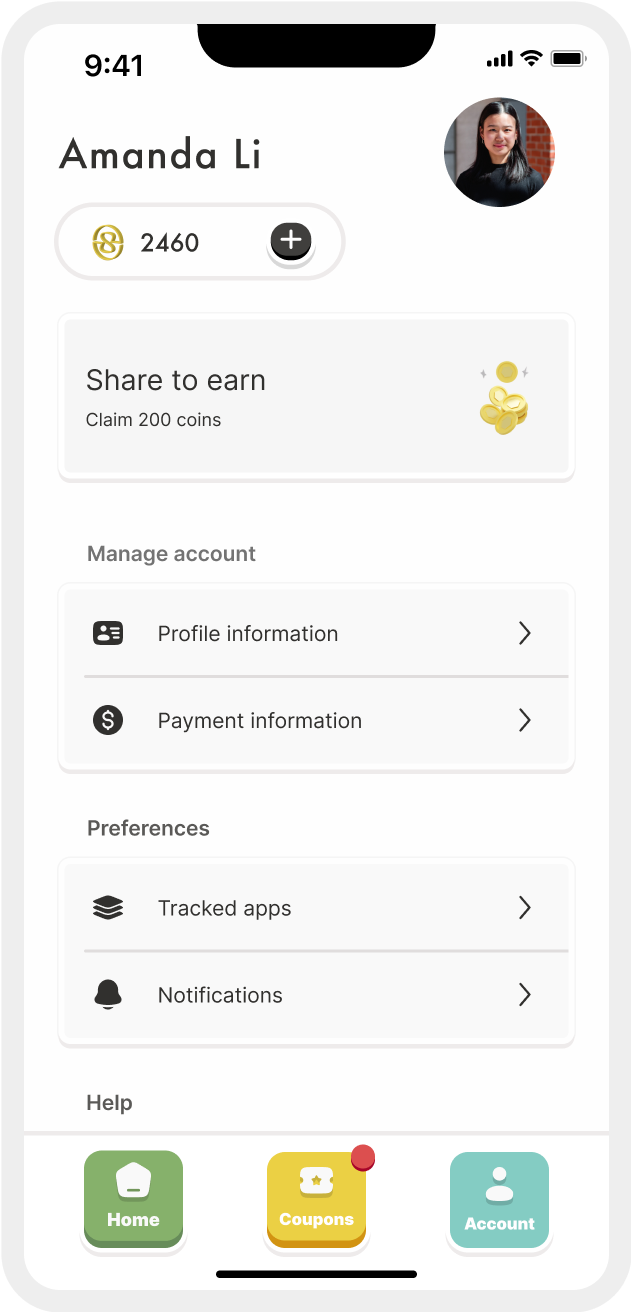 9:41
Amanda Li
2460
Share to earn
Claim 200 coins
Manage account
Profile information
Payment information
Preferences
Tracked apps
Notifications
Help
Home
Coupons
Account